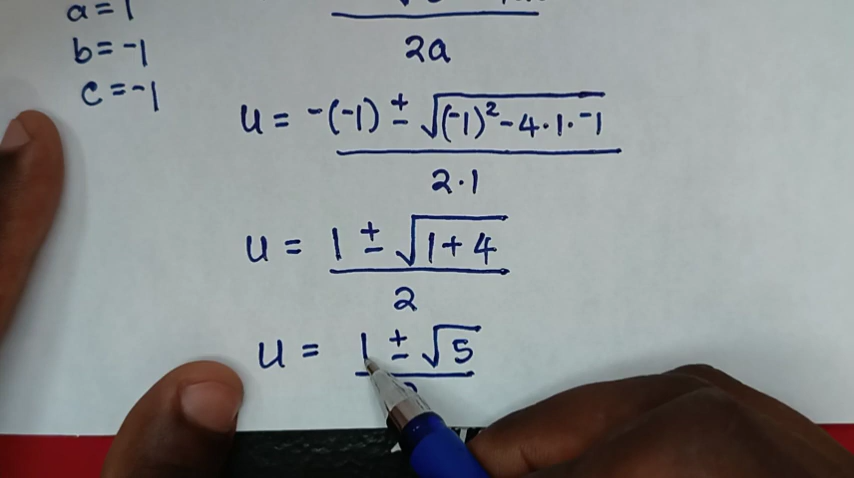 a = 1
b = -1
c = -1
2a
u = -(-1) ± √(-1)² - 4·1·-1
2·1
u = 1 ± √1 + 4
2
u = 1 ± √5